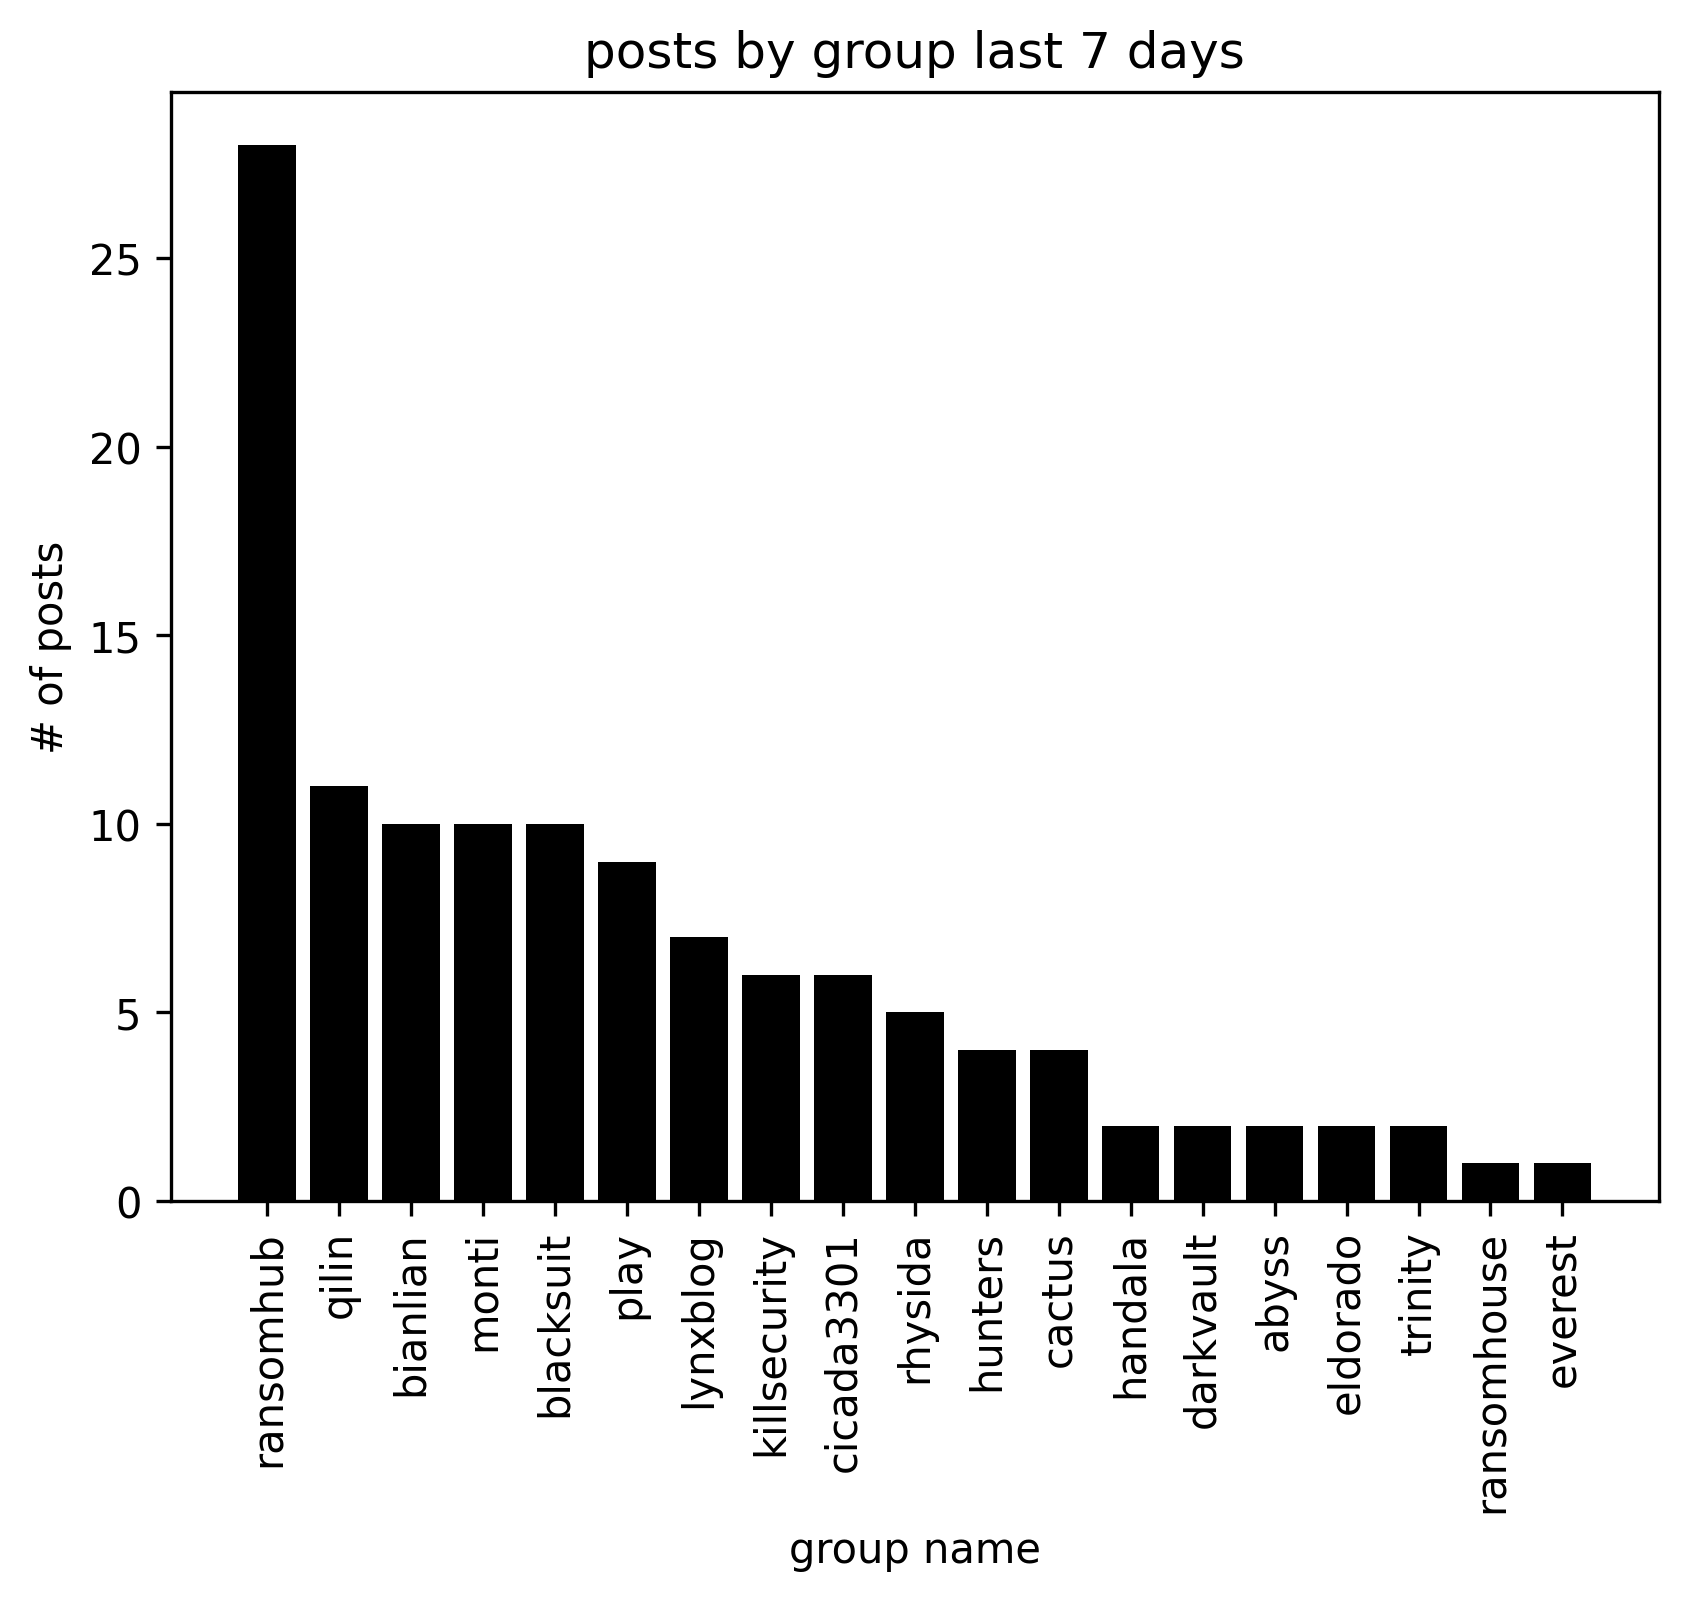 posts by group last 7 days
# of posts
25
20
15
10
5
0
ransomhub
qilin
bianlian
monti
blacksuit
play
lynxblog
killsecurity
cicada3301
rhysida
hunters
cactus
handala
darkvault
abyss
eldorado
trinity
ransomhouse
everest
group name